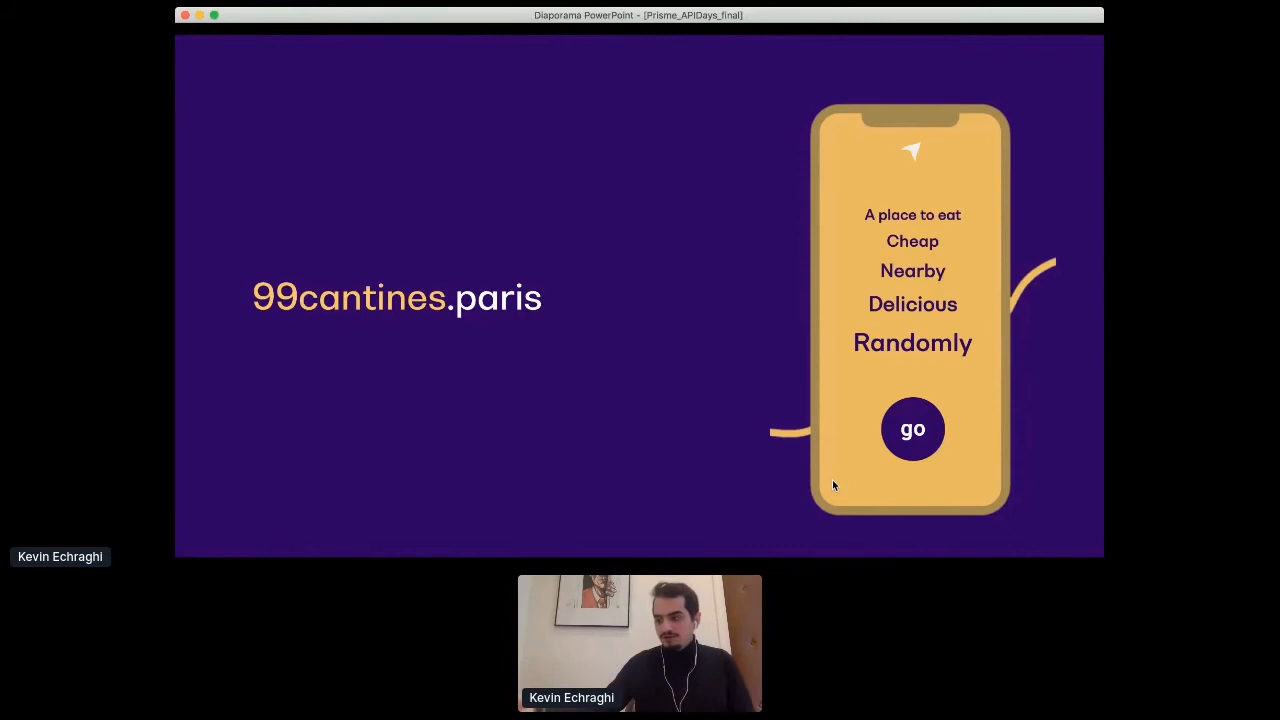 Diaporama PowerPoint - [Prisme_APIDays_final]
99cantines.paris
A place to eat
Cheap
Nearby
Delicious
Randomly
go
Kevin Echraghi
Kevin Echraghi